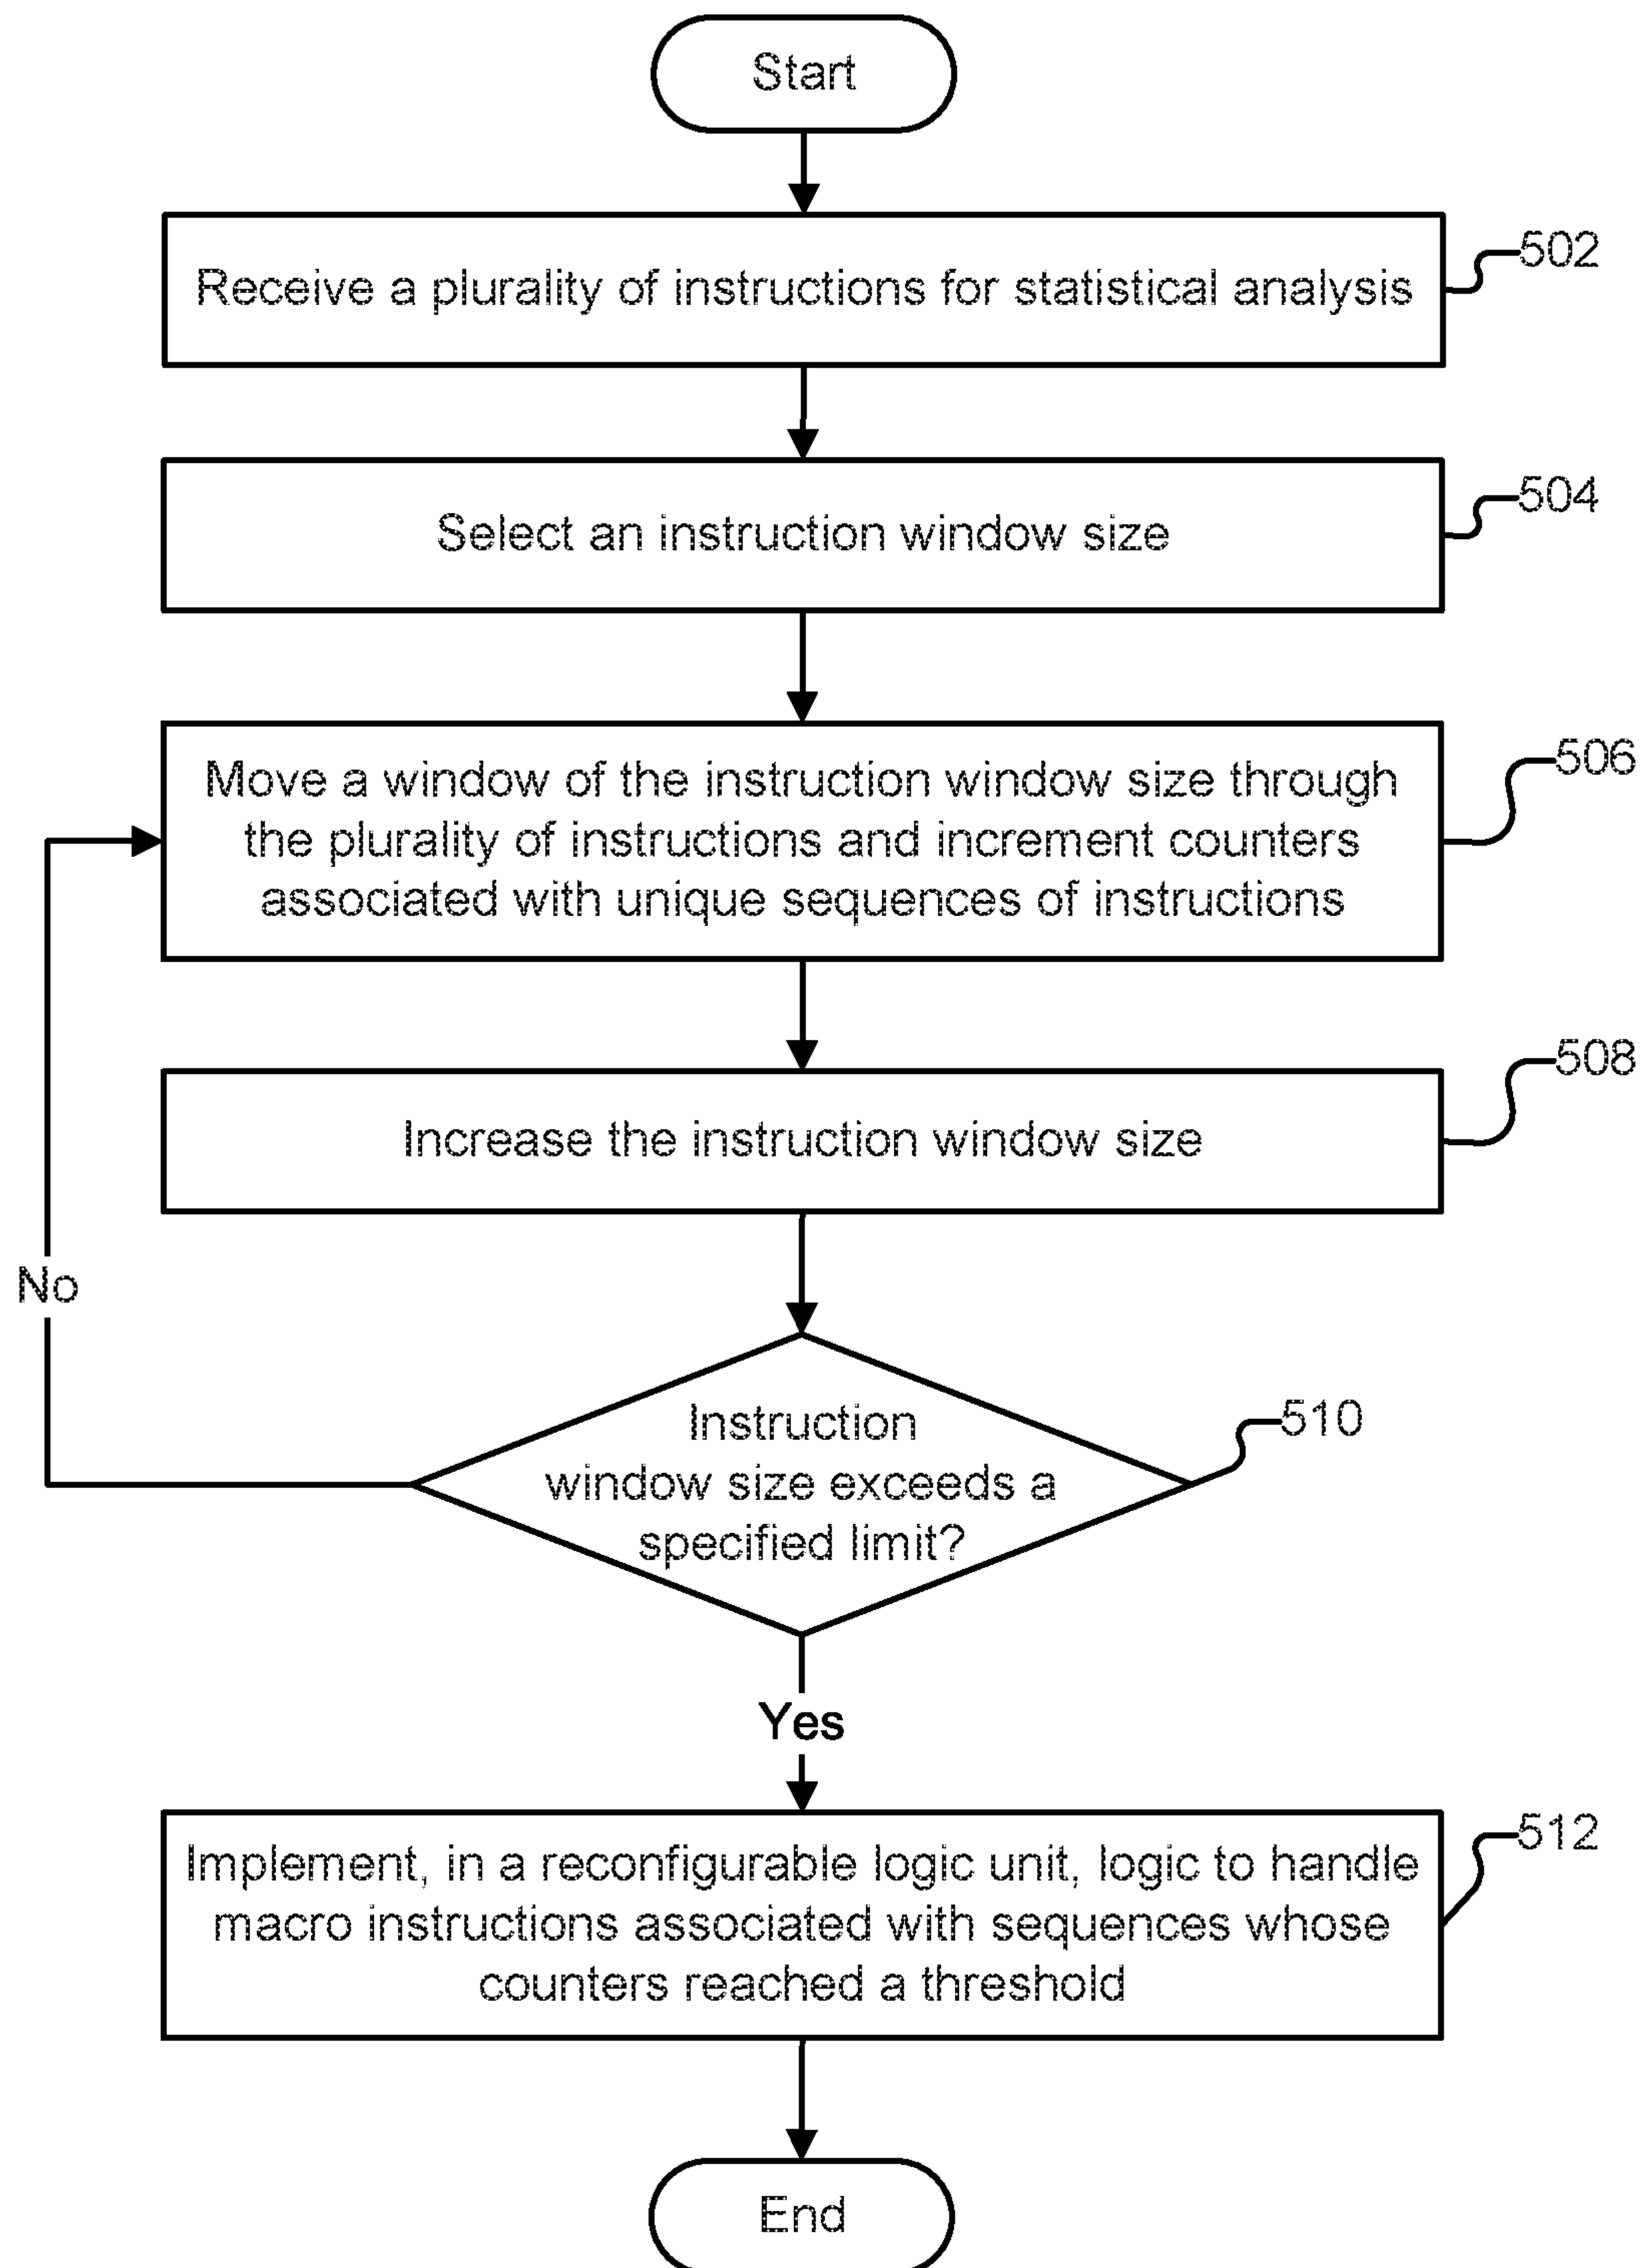 Start
Receive a plurality of instructions for statistical analysis
502
Select an instruction window size
504
Move a window of the instruction window size through
the plurality of instructions and increment counters
associated with unique sequences of instructions
506
Increase the instruction window size
508
No
Instruction
window size exceeds a
specified limit?
510
Yes
Implement, in a reconfigurable logic unit, logic to handle
macro instructions associated with sequences whose
counters reached a threshold
512
End